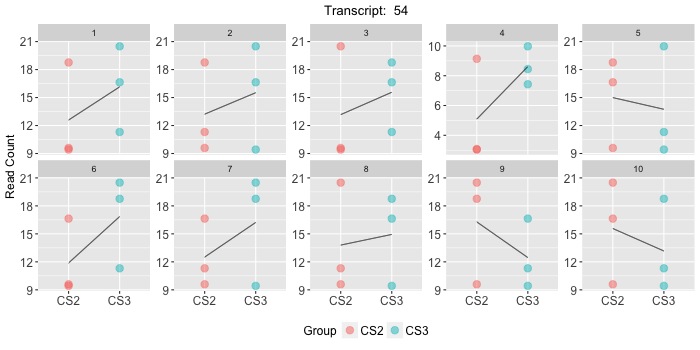 Transcript: 54
1 2 3 4 5
21 21 21 10 21
18 18 18 8 18
15 15 15 6 15
12 12 12 4 12
9 9 9 9
Read Count
6 7 8 9 10
21 21 21 21 21
18 18 18 18 18
15 15 15 15 15
12 12 12 12 12
9 9 9 9 9
CS2 CS3 CS2 CS3 CS2 CS3 CS2 CS3 CS2 CS3
Group CS2 CS3